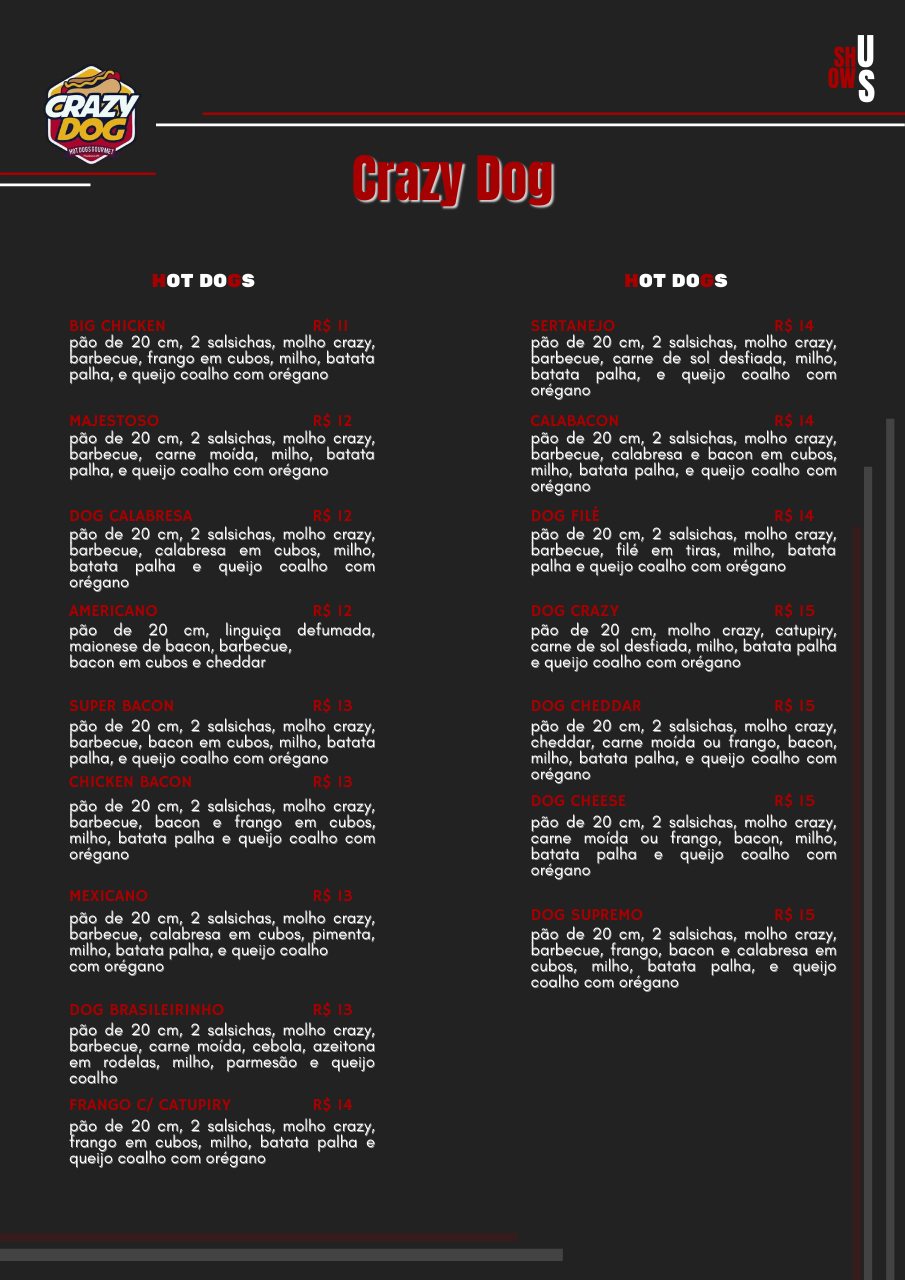 SHOW
US
CRAZY
DOG
HOT DOGS GOURMET
Crazy Dog
HOT DOGS
BIG CHICKEN R$ 11
pão de 20 cm, 2 salsichas, molho crazy,
barbecue, frango em cubos, milho, batata
palha, e queijo coalho com orégano
MAJESTOSO R$ 12
pão de 20 cm, 2 salsichas, molho crazy,
barbecue, carne moída, milho, batata
palha, e queijo coalho com orégano
DOG CALABRESA R$ 12
pão de 20 cm, 2 salsichas, molho crazy,
barbecue, calabresa em cubos, milho,
batata palha e queijo coalho com
orégano
AMERICANO R$ 12
pão de 20 cm, linguiça defumada,
maionese de bacon, barbecue,
bacon em cubos e cheddar
SUPER BACON R$ 13
pão de 20 cm, 2 salsichas, molho crazy,
barbecue, bacon em cubos, milho, batata
palha, e queijo coalho com orégano
CHICKEN BACON R$ 13
pão de 20 cm, 2 salsichas, molho crazy,
barbecue, bacon e frango em cubos,
milho, batata palha e queijo coalho com
orégano
MEXICANO R$ 13
pão de 20 cm, 2 salsichas, molho crazy,
barbecue, calabresa em cubos, pimenta,
milho, batata palha, e queijo coalho
com orégano
DOG BRASILEIRINHO R$ 13
pão de 20 cm, 2 salsichas, molho crazy,
barbecue, carne moída, cebola, azeitona
em rodelas, milho, parmesão e queijo
coalho
FRANGO C/ CATUPIRY R$ 14
pão de 20 cm, 2 salsichas, molho crazy,
frango em cubos, milho, batata palha e
queijo coalho com orégano
HOT DOGS
SERTANEJO R$ 14
pão de 20 cm, 2 salsichas, molho crazy,
barbecue, carne de sol desfiada, milho,
batata palha, e queijo coalho com
orégano
CALABACON R$ 14
pão de 20 cm, 2 salsichas, molho crazy,
barbecue, calabresa e bacon em cubos,
milho, batata palha, e queijo coalho com
orégano
DOG FILÉ R$ 14
pão de 20 cm, 2 salsichas, molho crazy,
barbecue, filé em tiras, milho, batata
palha e queijo coalho com orégano
DOG CRAZY R$ 15
pão de 20 cm, molho crazy, catupiry,
carne de sol desfiada, milho, batata palha
e queijo coalho com orégano
DOG CHEDDAR R$ 15
pão de 20 cm, 2 salsichas, molho crazy,
cheddar, carne moída ou frango, bacon,
milho, batata palha, e queijo coalho com
orégano
DOG CHEESE R$ 15
pão de 20 cm, 2 salsichas, molho crazy,
carne moída ou frango, bacon, milho,
batata palha e queijo coalho com
orégano
DOG SUPREMO R$ 15
pão de 20 cm, 2 salsichas, molho crazy,
barbecue, frango, bacon e calabresa em
cubos, milho, batata palha, e queijo
coalho com orégano